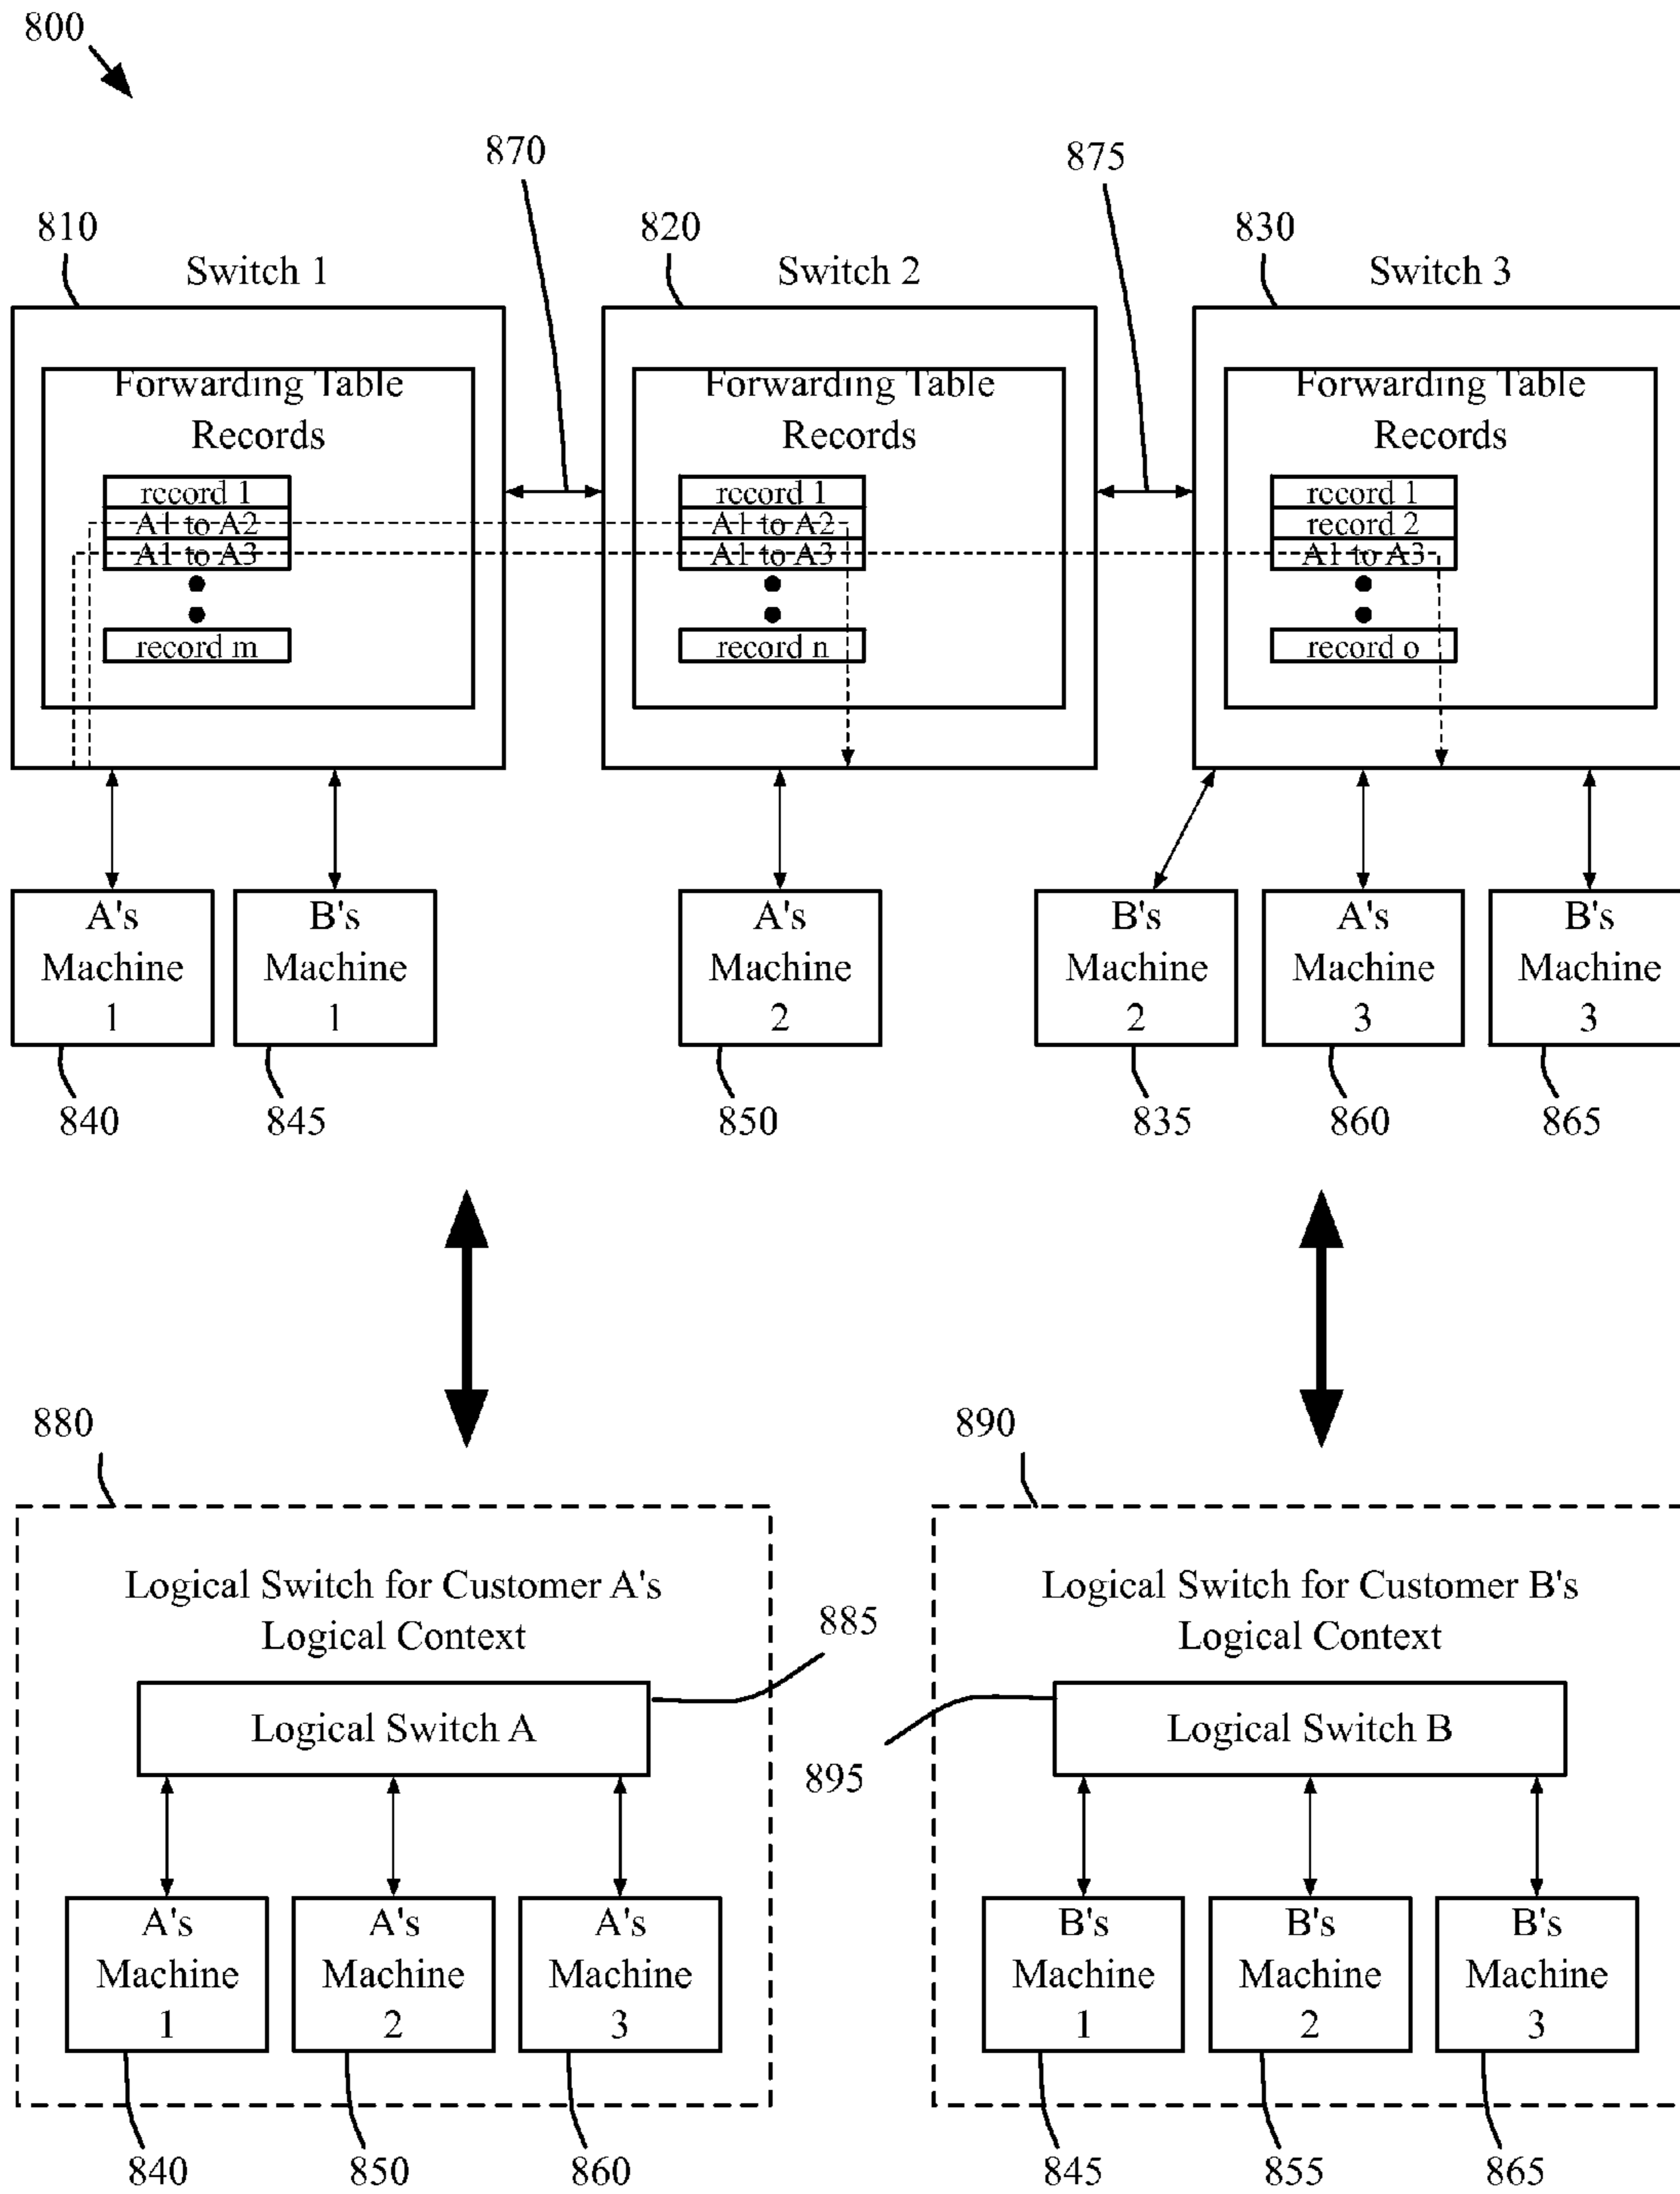 800
870
875
810
820
830
Switch 1
Switch 2
Switch 3
Forwarding Table
Records
record 1
A1 to A2
A1 to A3
record m
Forwarding Table
Records
record 1
A1 to A2
A1 to A3
record n
Forwarding Table
Records
record 1
record 2
A1 to A3
record o
A's
Machine
1
B's
Machine
1
A's
Machine
2
B's
Machine
2
A's
Machine
3
B's
Machine
3
840
845
850
835
860
865
880
890
Logical Switch for Customer A's
Logical Context
885
Logical Switch A
A's
Machine
1
A's
Machine
2
A's
Machine
3
840
850
860
Logical Switch for Customer B's
Logical Context
895
Logical Switch B
B's
Machine
1
B's
Machine
2
B's
Machine
3
845
855
865